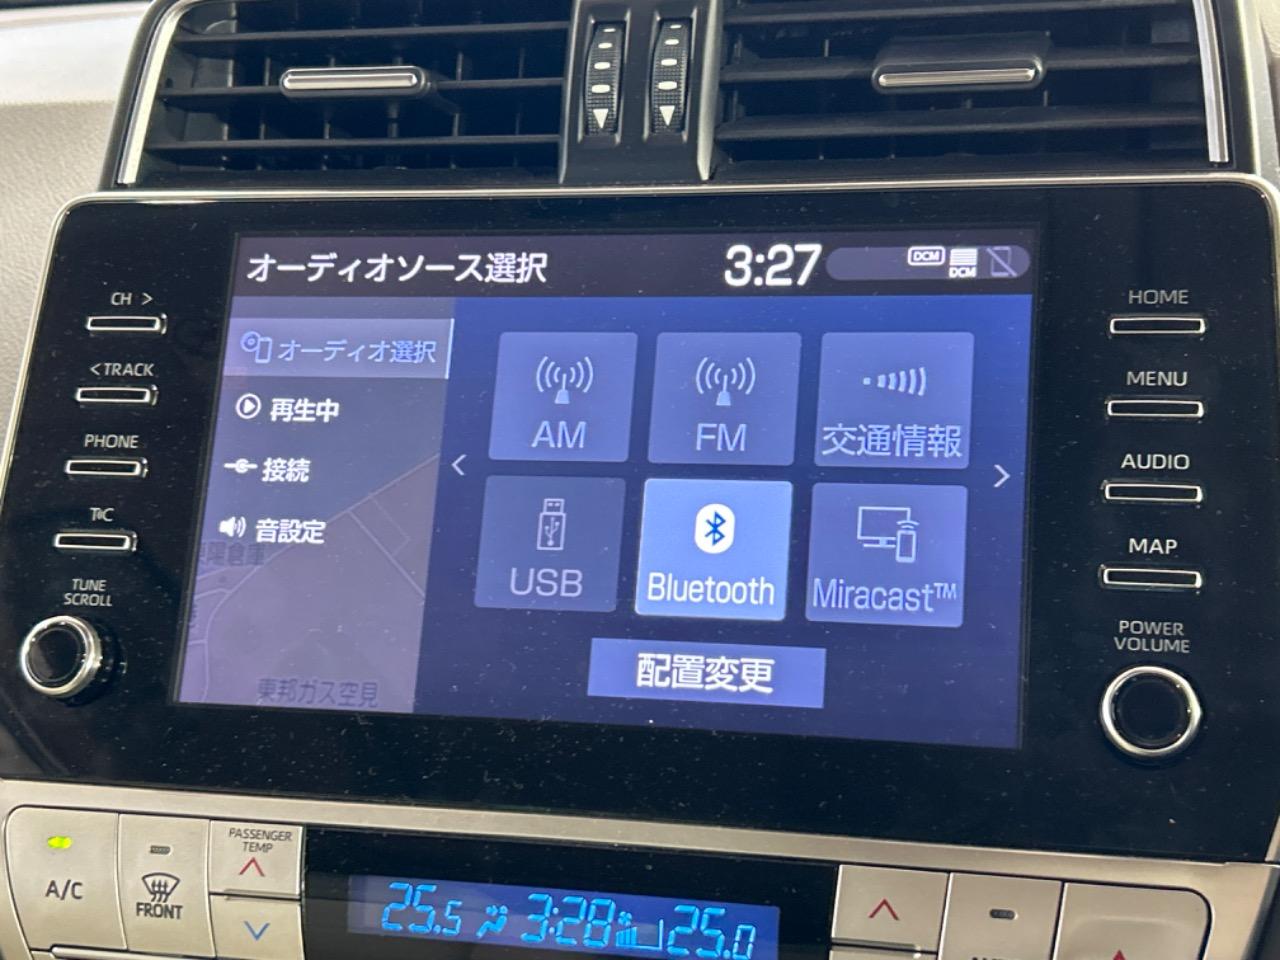 オーディオソース選択
3:27
DCM
DCM
CH >
<TRACK
PHONE
TUNE
SCROLL
オーディオ選択
再生中
接続
音設定
東邦ガス空見
<
AM
FM
交通情報
USB
Bluetooth
Miracast™
>
配置変更
HOME
MENU
AUDIO
MAP
POWER
VOLUME
A/C
FRONT
PASSENGER
TEMP
25.5
3:28
25.0